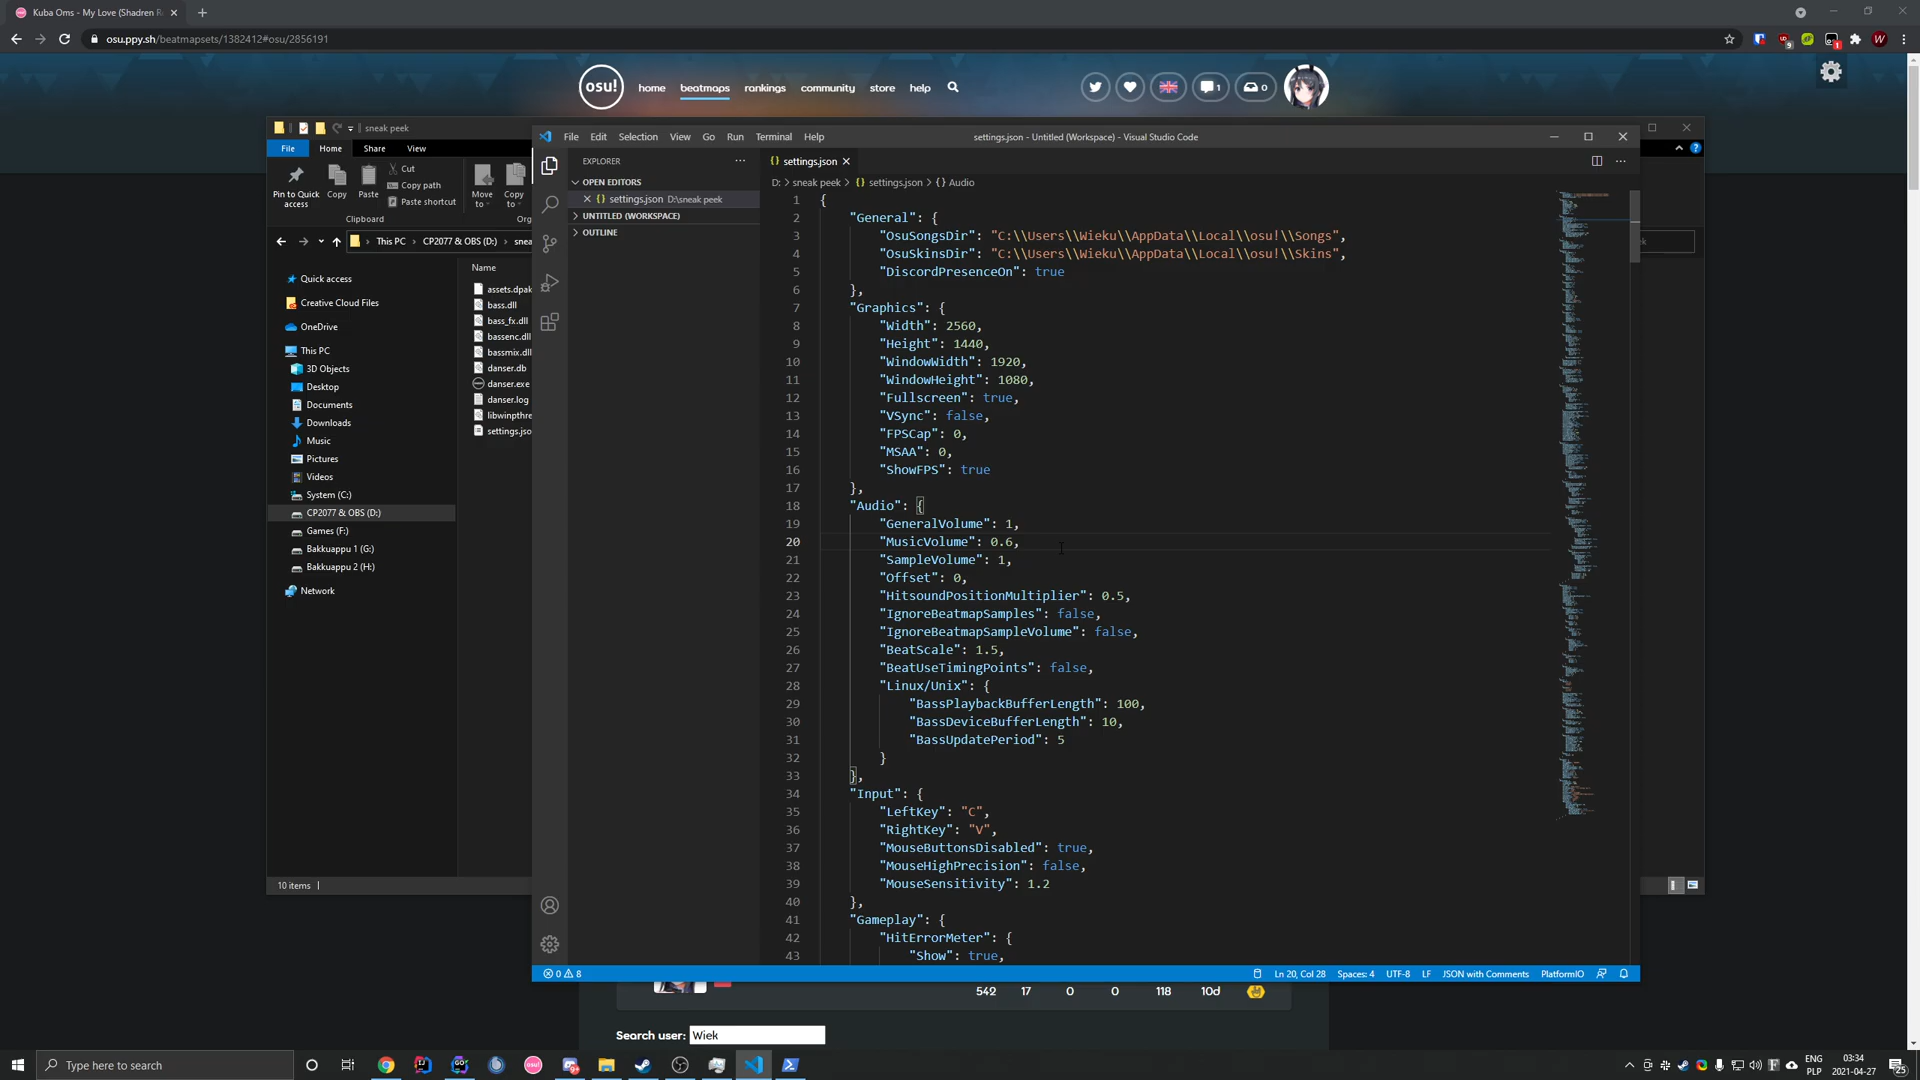 Kuba Oms - My Love (Shadren R
osu.ppy.sh/beatmapsets/1382412#osu/2856191
9
1
W
osu!
home
beatmaps
rankings
community
store
help
1
0
sneak peek
File
Home
Share
View
Pin to Quick
access
Copy
Paste
Cut
Copy path
Paste shortcut
Move
to
Copy
to
Clipboard
Org
This PC
CP2077 & OBS (D:)
snea
Quick access
Creative Cloud Files
OneDrive
This PC
3D Objects
Desktop
Documents
Downloads
Music
Pictures
Videos
System (C:)
CP2077 & OBS (D:)
Games (F:)
Bakkuappu 1 (G:)
Bakkuappu 2 (H:)
Network
Name
assets.dpak
bass.dll
bass_fx.dll
bassenc.dll
bassmix.dll
danser.db
danser.exe
danser.log
libwinpthre
settings.jso
10 items
File Edit Selection View Go Run Terminal Help
settings.json - Untitled (Workspace) - Visual Studio Code
EXPLORER
OPEN EDITORS
{} settings.json D:\sneak peek
UNTITLED (WORKSPACE)
OUTLINE
{} settings.json
D: > sneak peek > {} settings.json > {} Audio
1 {
2 "General": {
3 "OsuSongsDir": "C:\\Users\\Wieku\\AppData\\Local\\osu!\\Songs",
4 "OsuSkinsDir": "C:\\Users\\Wieku\\AppData\\Local\\osu!\\Skins",
5 "DiscordPresenceOn": true
6 },
7 "Graphics": {
8 "Width": 2560,
9 "Height": 1440,
10 "WindowWidth": 1920,
11 "WindowHeight": 1080,
12 "Fullscreen": true,
13 "VSync": false,
14 "FPSCap": 0,
15 "MSAA": 0,
16 "ShowFPS": true
17 },
18 "Audio": {
19 "GeneralVolume": 1,
20 "MusicVolume": 0.6,
21 "SampleVolume": 1,
22 "Offset": 0,
23 "HitsoundPositionMultiplier": 0.5,
24 "IgnoreBeatmapSamples": false,
25 "IgnoreBeatmapSampleVolume": false,
26 "BeatScale": 1.5,
27 "BeatUseTimingPoints": false,
28 "Linux/Unix": {
29 "BassPlaybackBufferLength": 100,
30 "BassDeviceBufferLength": 10,
31 "BassUpdatePeriod": 5
32 }
33 },
34 "Input": {
35 "LeftKey": "C",
36 "RightKey": "V",
37 "MouseButtonsDisabled": true,
38 "MouseHighPrecision": false,
39 "MouseSensitivity": 1.2
40 },
41 "Gameplay": {
42 "HitErrorMeter": {
43 "Show": true,
0 8
Ln 20, Col 28
Spaces: 4
UTF-8
LF
JSON with Comments
PlatformIO
542 17 0 0 118 10d
Search user: Wiek
Type here to search
ENG
PLP
03:34
2021-04-27
25